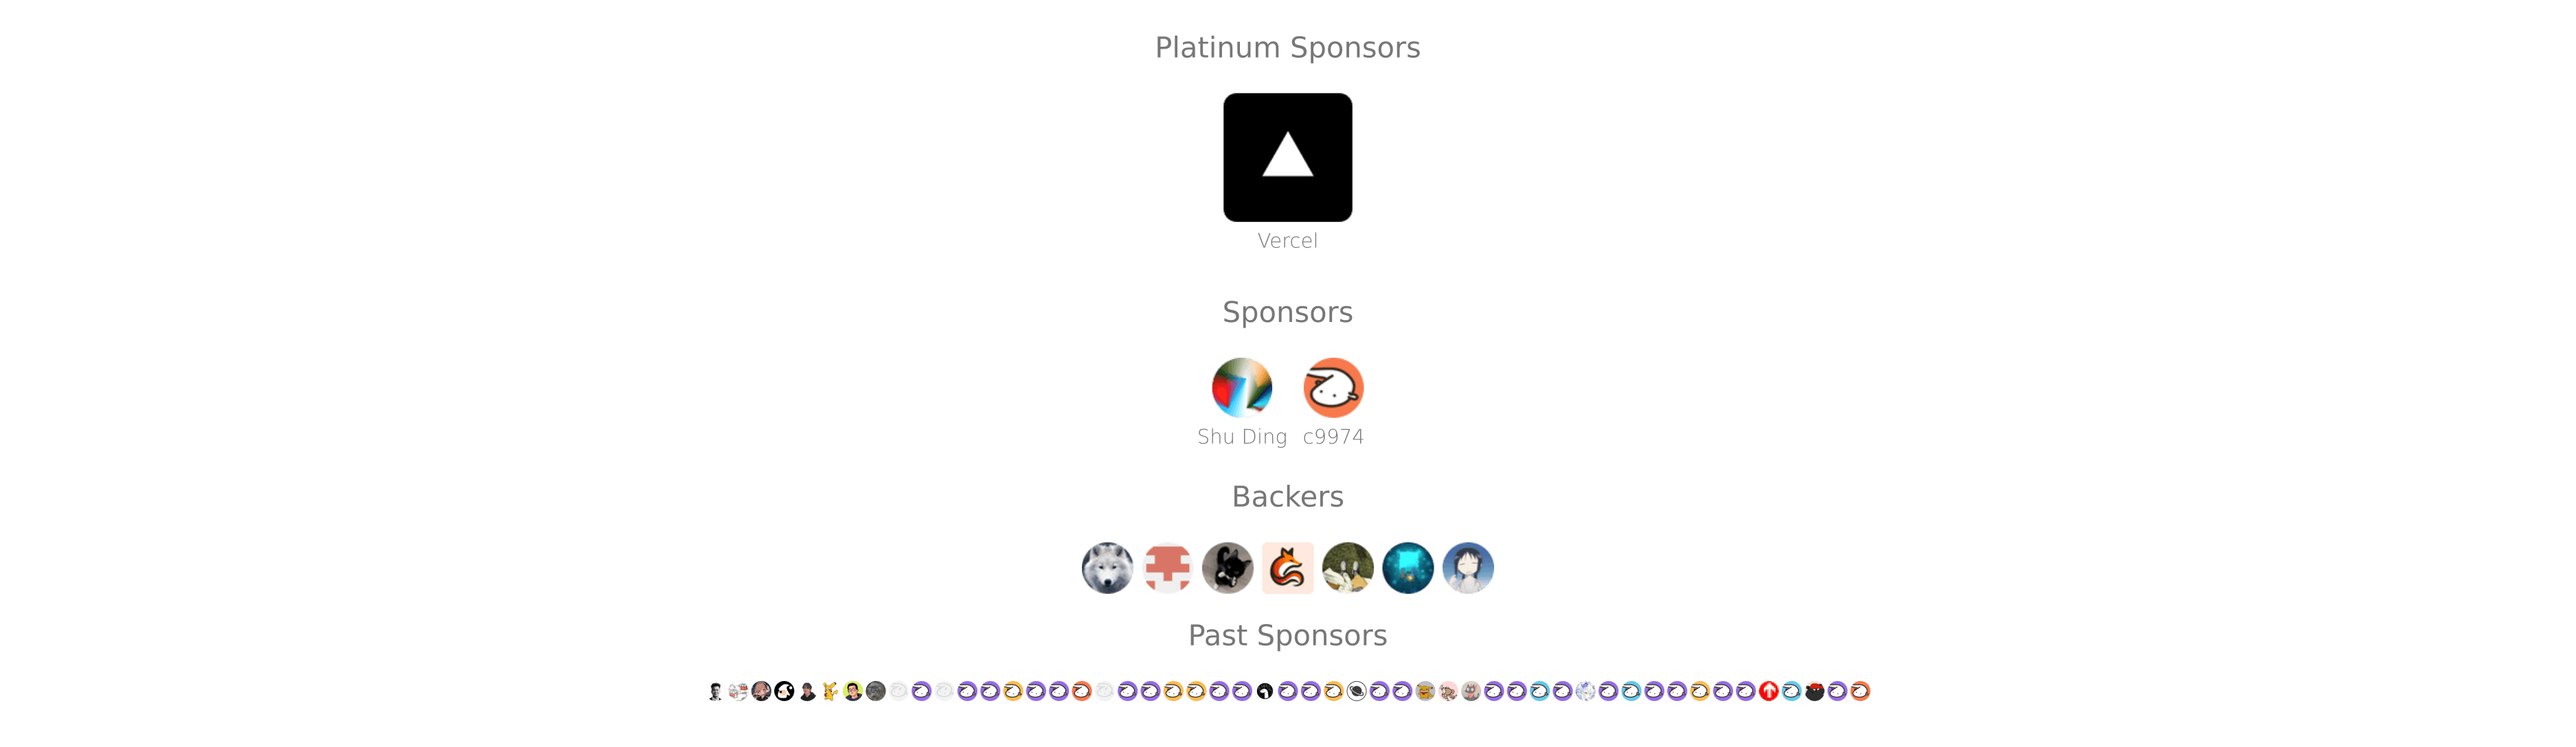 Platinum Sponsors
Vercel
Sponsors
Shu Ding c9974
Backers
Past Sponsors